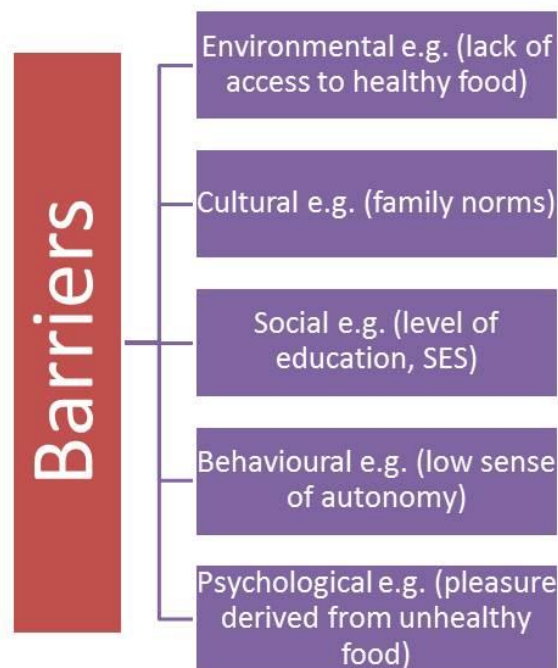 Barriers
Environmental e.g. (lack of
access to healthy food)
Cultural e.g. (family norms)
Social e.g. (level of
education, SES)
Behavioural e.g. (low sense
of autonomy)
Psychological e.g. (pleasure
derived from unhealthy
food)